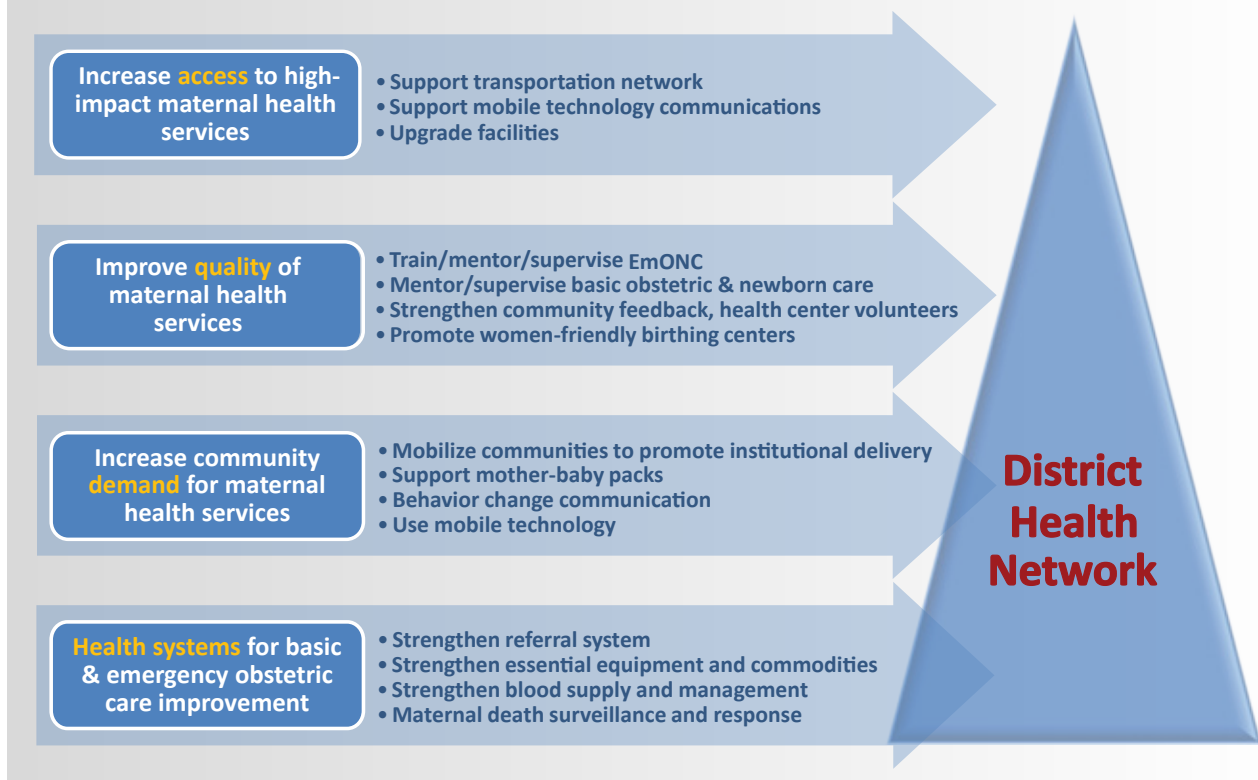 Increase access to high-
impact maternal health
services
• Support transportation network
• Support mobile technology communications
• Upgrade facilities
Improve quality of
maternal health
services
• Train/mentor/supervise EmONC
• Mentor/supervise basic obstetric & newborn care
• Strengthen community feedback, health center volunteers
• Promote women-friendly birthing centers
Increase community
demand for maternal
health services
• Mobilize communities to promote institutional delivery
• Support mother-baby packs
• Behavior change communication
• Use mobile technology
Health systems for basic
& emergency obstetric
care improvement
• Strengthen referral system
• Strengthen essential equipment and commodities
• Strengthen blood supply and management
• Maternal death surveillance and response
District
Health
Network